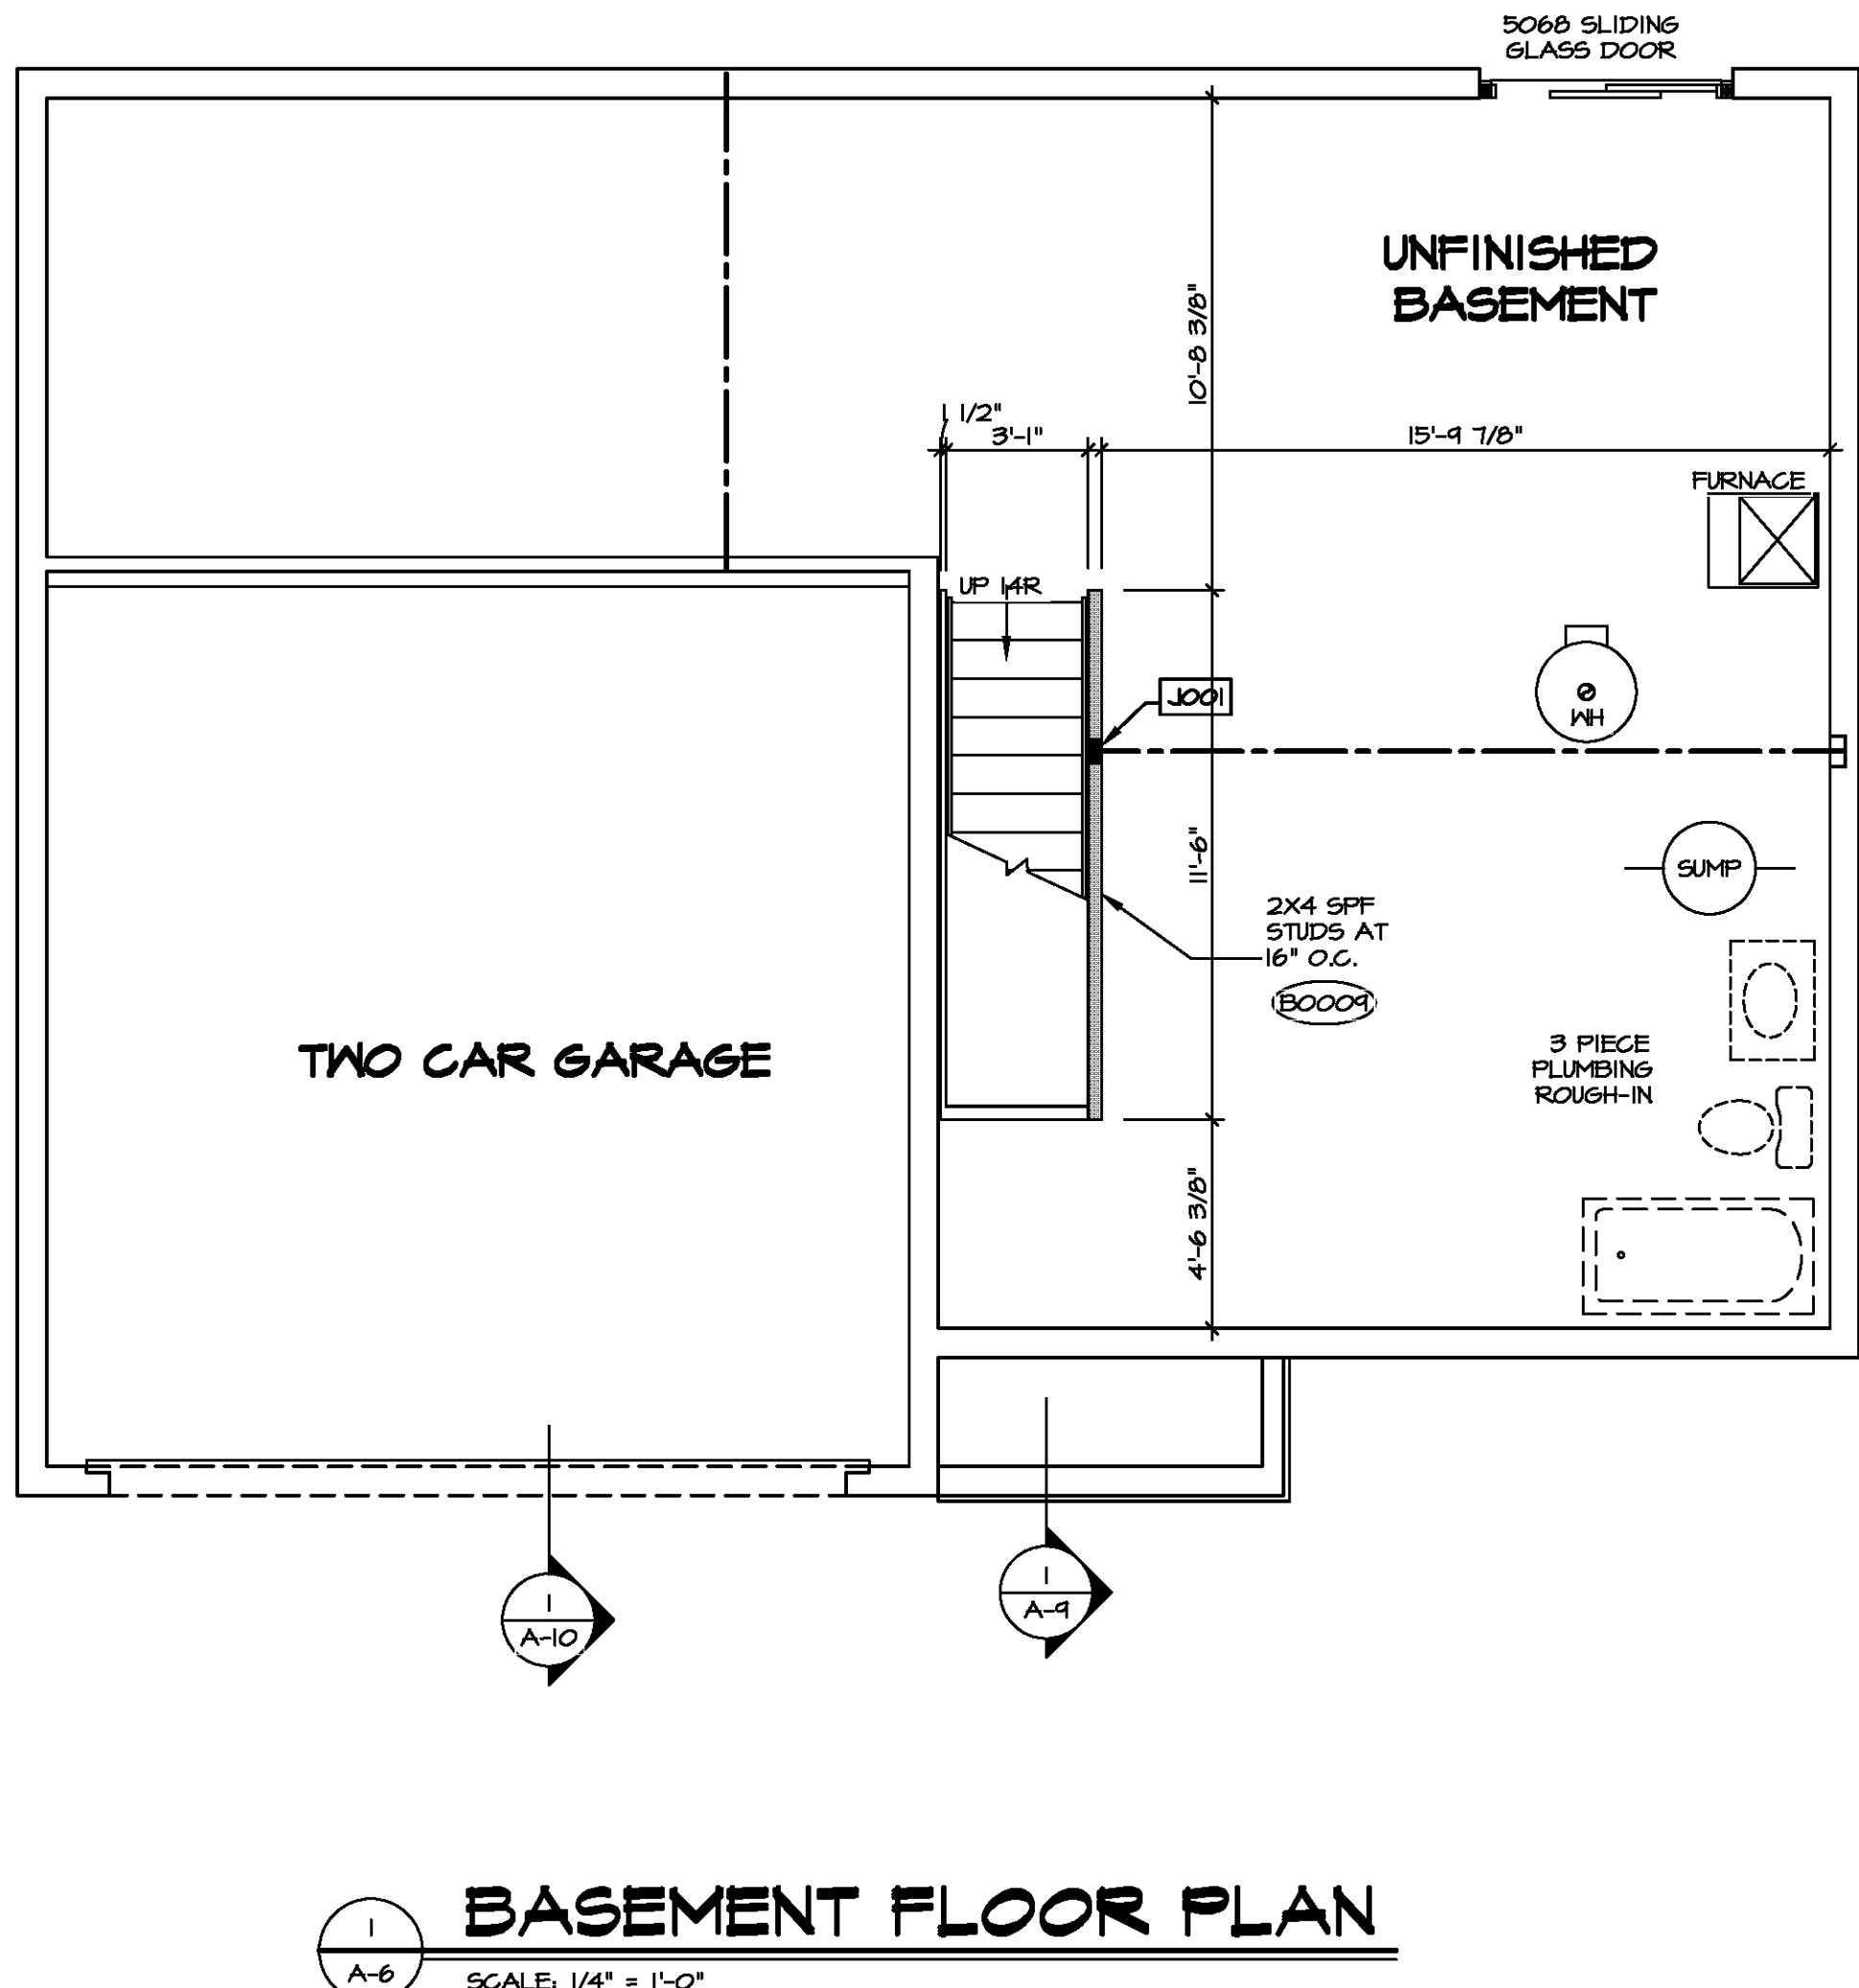 5068 SLIDING
GLASS DOOR
UNFINISHED
BASEMENT
10'-8 3/8"
1 1/2"
3'-1"
15'-9 7/8"
FURNACE
UP 14R
J001
WH
11'-6"
SUMP
2X4 SPF
STUDS AT
16" O.C.
B0009
3 PIECE
PLUMBING
ROUGH-IN
TWO CAR GARAGE
4'-6 3/8"
1
A-10
1
A-9
BASEMENT FLOOR PLAN
1
A-6
SCALE: 1/4" = 1'-0"